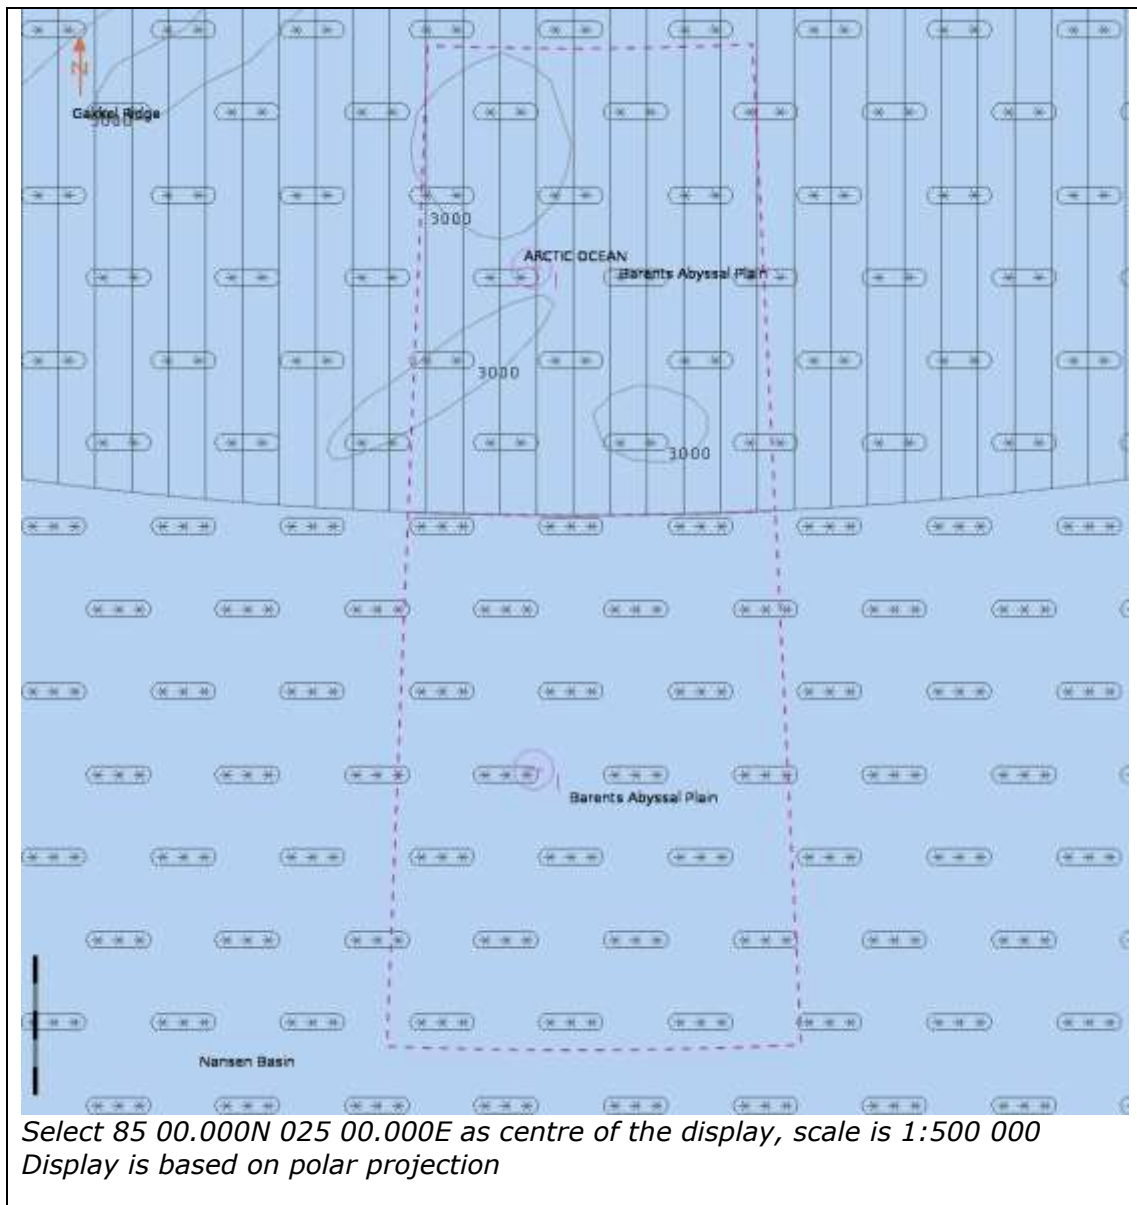 N
Gakkel Ridge
3000
3000
ARCTIC OCEAN
Barents Abyssal Plain
3000
3000
Barents Abyssal Plain
Nansen Basin
Select 85 00.000N 025 00.000E as centre of the display, scale is 1:500 000
Display is based on polar projection